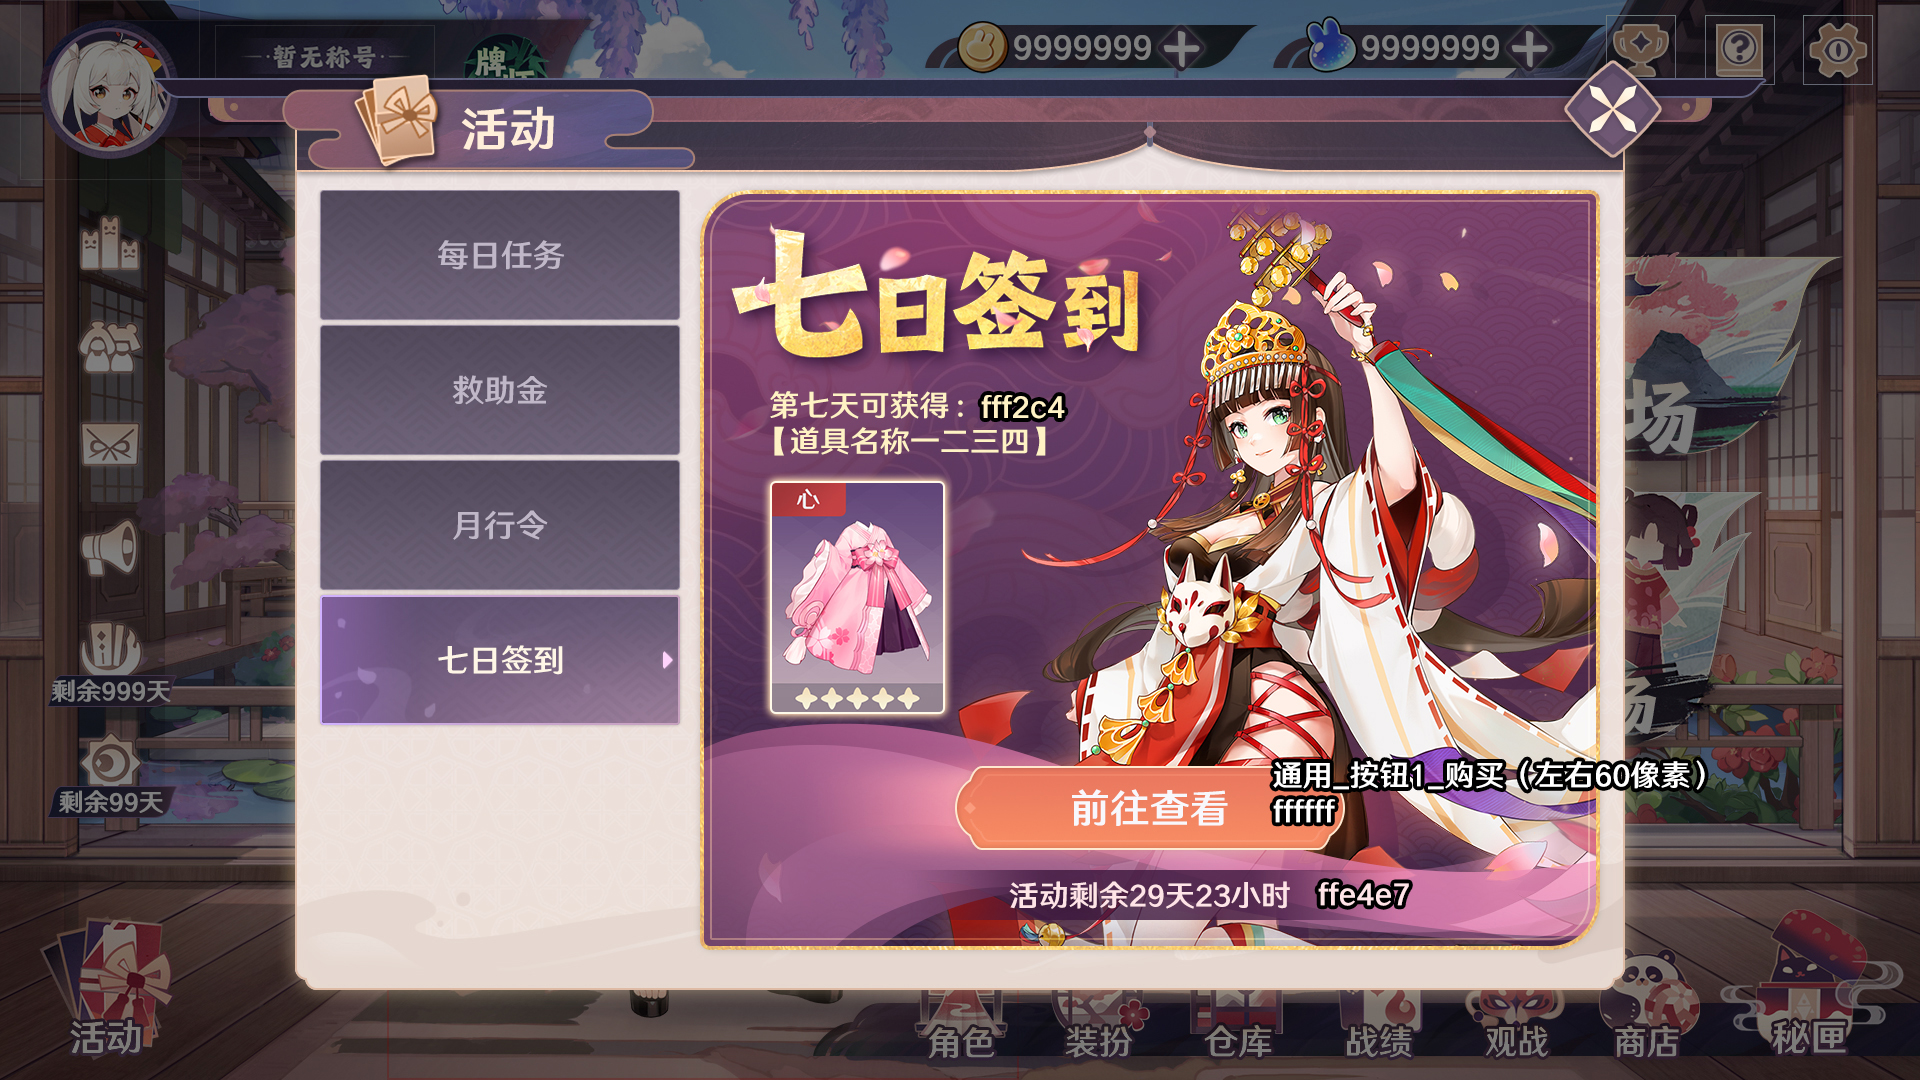 暂无称号
牌
9999999
9999999
活动
每日任务
救助金
月行令
七日签到
七日签到
第七天可获得：fff2c4
【道具名称一二三四】
心
前往查看
通用_按钮1_购买（左右60像素）
ffffff
活动剩余29天23小时 ffe4e7
剩余999天
剩余99天
场
场
活动
角色
装扮
仓库
战绩
观战
商店
秘匣